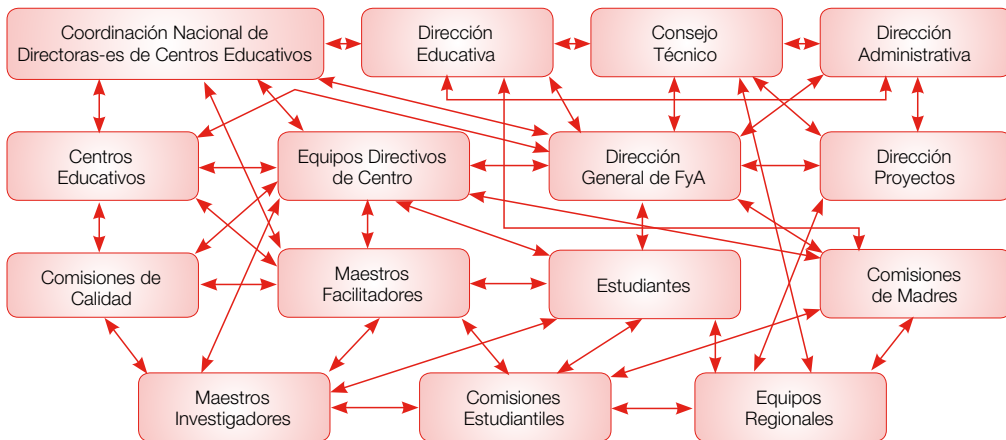 Coordinación Nacional de
Directoras-es de Centros Educativos
Dirección
Educativa
Consejo
Técnico
Dirección
Administrativa
Centros
Educativos
Equipos Directivos
de Centro
Dirección
General de FyA
Dirección
Proyectos
Comisiones de
Calidad
Maestros
Facilitadores
Estudiantes
Comisiones
de Madres
Maestros
Investigadores
Comisiones
Estudiantiles
Equipos
Regionales